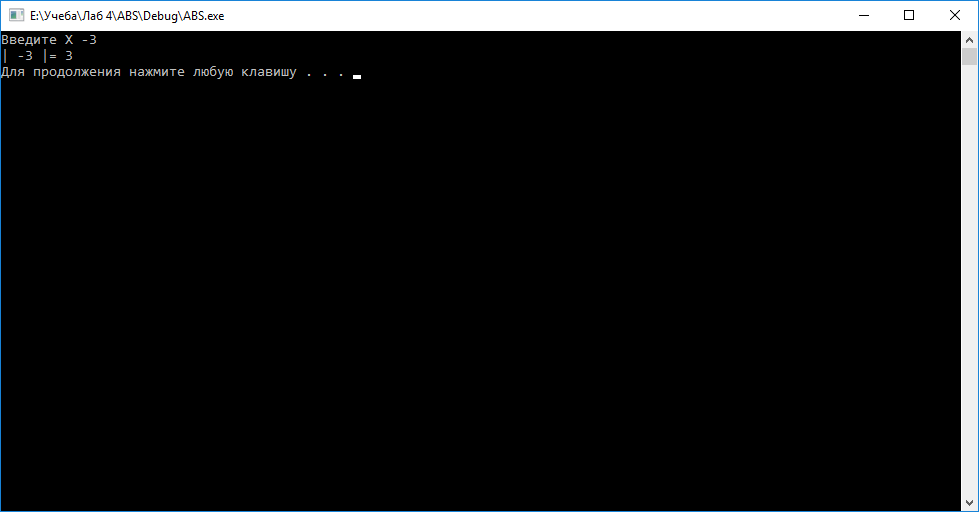 E:\Учеба\Лаб 4\ABS\Debug\ABS.exe
Введите X -3
| -3 |= 3
Для продолжения нажмите любую клавишу . . .